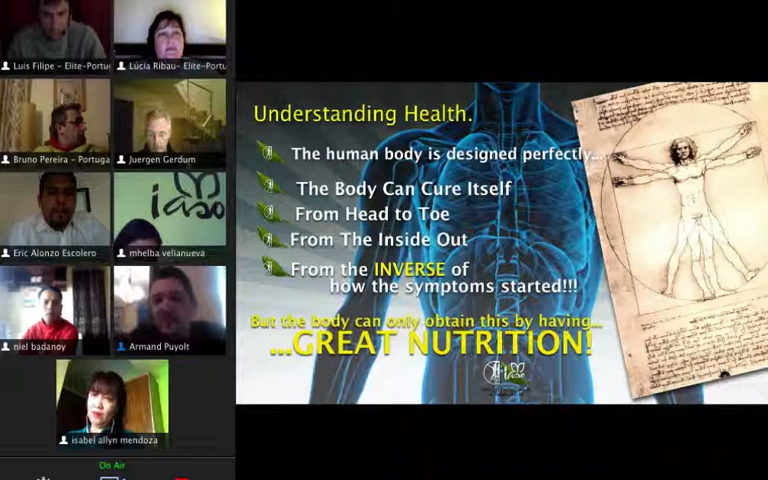 Luis Filipe - Elite-Portu
Lúcia Ribau- Elite-Portu
Bruno Pereira - Portuga
Juergen Gerdum
Eric Alonzo Escolero
mhelba velianueva
niel badanoy
Armand Puyolt
isabel allyn mendoza
On Air
iaso
Understanding Health.
The human body is designed perfectly...
The Body Can Cure Itself
From Head to Toe
From The Inside Out
From the INVERSE of
how the symptoms started!!!
But the body can only obtain this by having...
...GREAT NUTRITION!
iaso